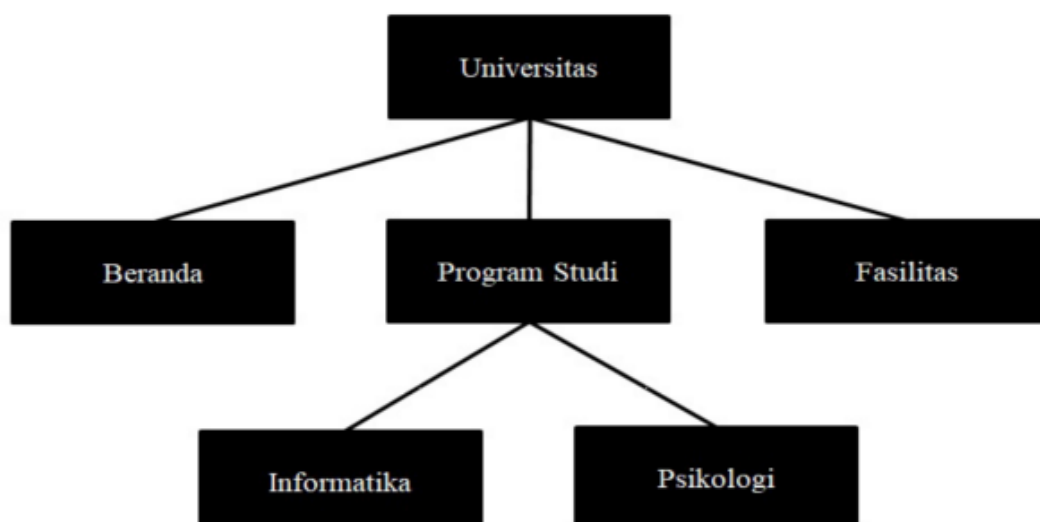 Universitas
Beranda
Program Studi
Fasilitas
Informatika
Psikologi